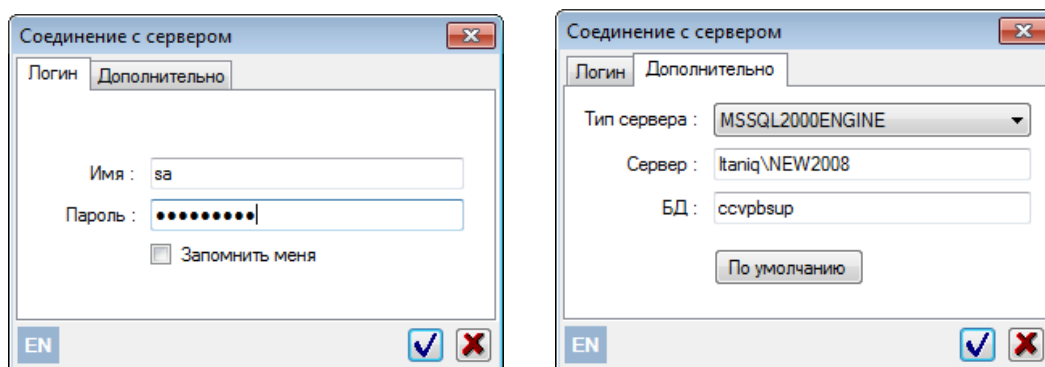 Соединение с сервером
Логин Дополнительно
Имя : sa
Пароль : ●●●●●●●●●
Запомнить меня
EN
Соединение с сервером
Логин Дополнительно
Тип сервера : MSSQL2000ENGINE
Сервер : ltaniq\NEW2008
БД : ccvpbsup
По умолчанию
EN